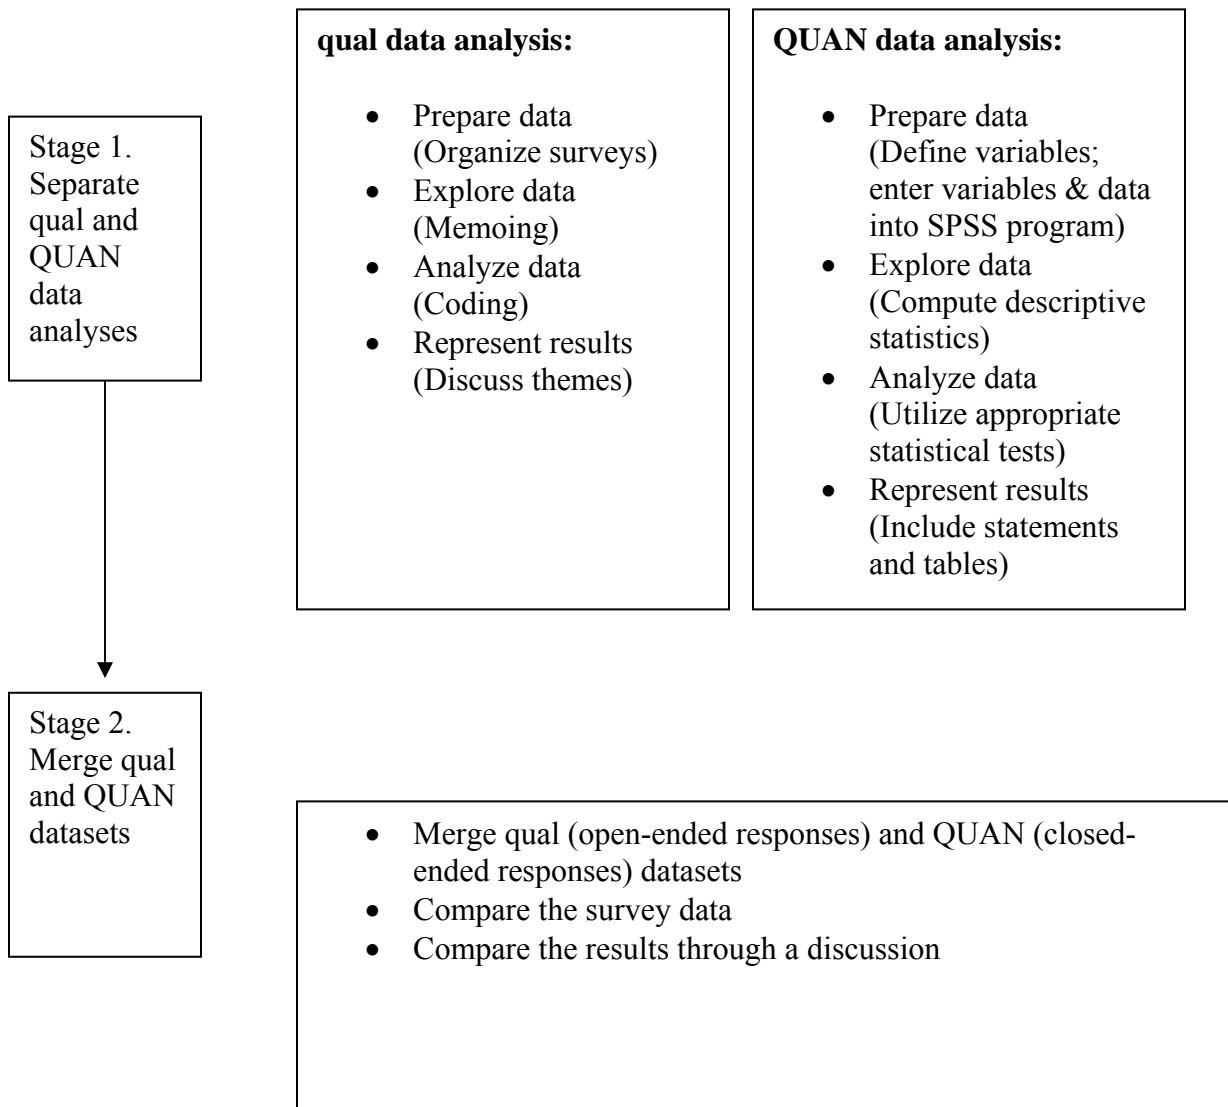 Stage 1.
Separate
qual and
QUAN
data
analyses
qual data analysis:
• Prepare data
(Organize surveys)
• Explore data
(Memoing)
• Analyze data
(Coding)
• Represent results
(Discuss themes)
QUAN data analysis:
• Prepare data
(Define variables;
enter variables & data
into SPSS program)
• Explore data
(Compute descriptive
statistics)
• Analyze data
(Utilize appropriate
statistical tests)
• Represent results
(Include statements
and tables)
Stage 2.
Merge qual
and QUAN
datasets
• Merge qual (open-ended responses) and QUAN (closed-
ended responses) datasets
• Compare the survey data
• Compare the results through a discussion